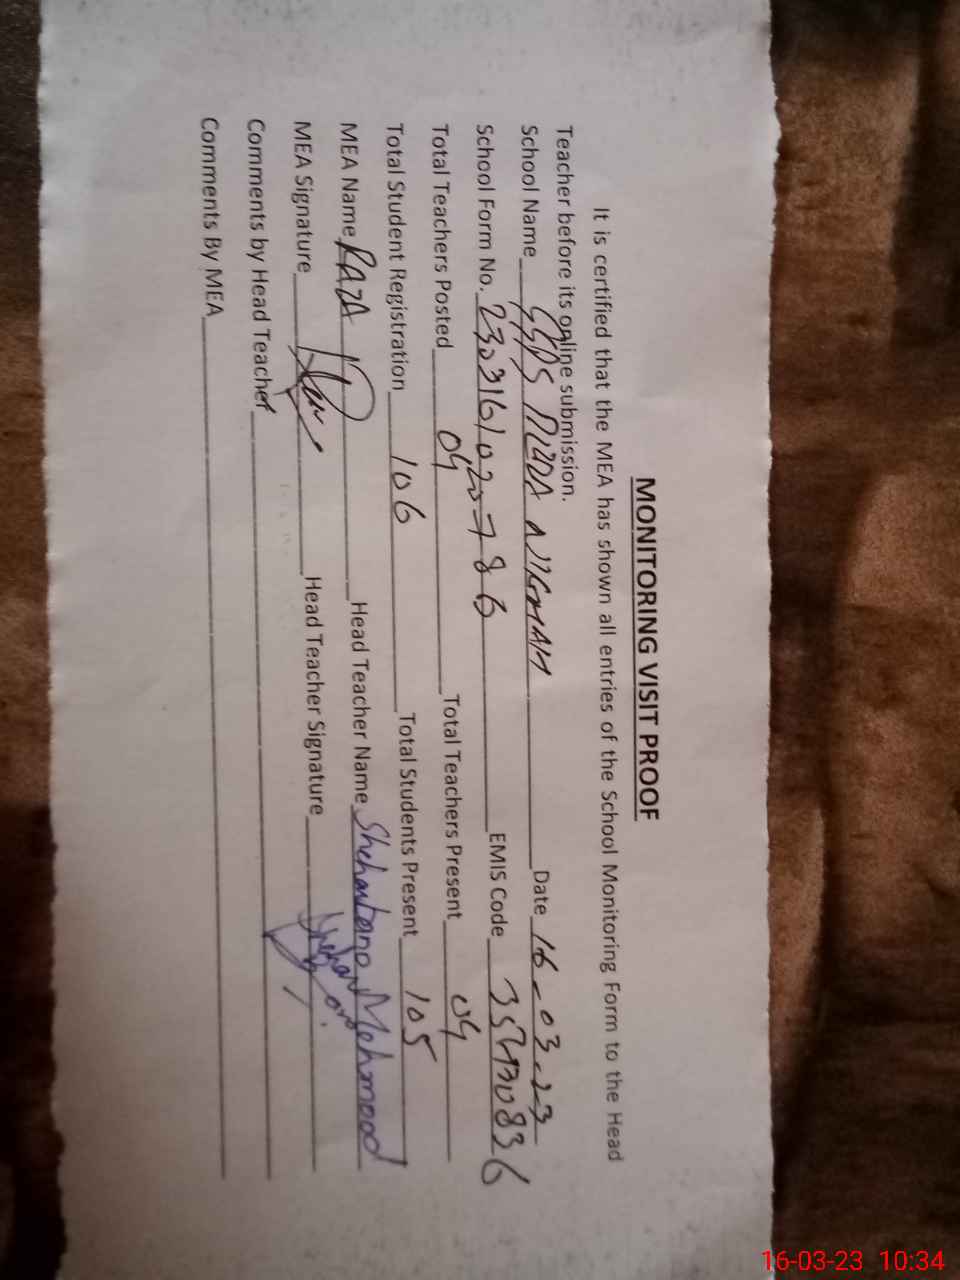 MONITORING VISIT PROOF
It is certified that the MEA has shown all entries of the School Monitoring Form to the Head
Teacher before its online submission.
School Name GGPS Date 16-03-23
School Form No. 230316102020786 EMIS Code 35430836
Total Teachers Posted 04 Total Teachers Present 04
Total Student Registration 106 Total Students Present 105
MEA Name RAZA Head Teacher Name Mehmood
MEA Signature Head Teacher Signature
Comments by Head Teacher
Comments By MEA
16-03-23 10:34